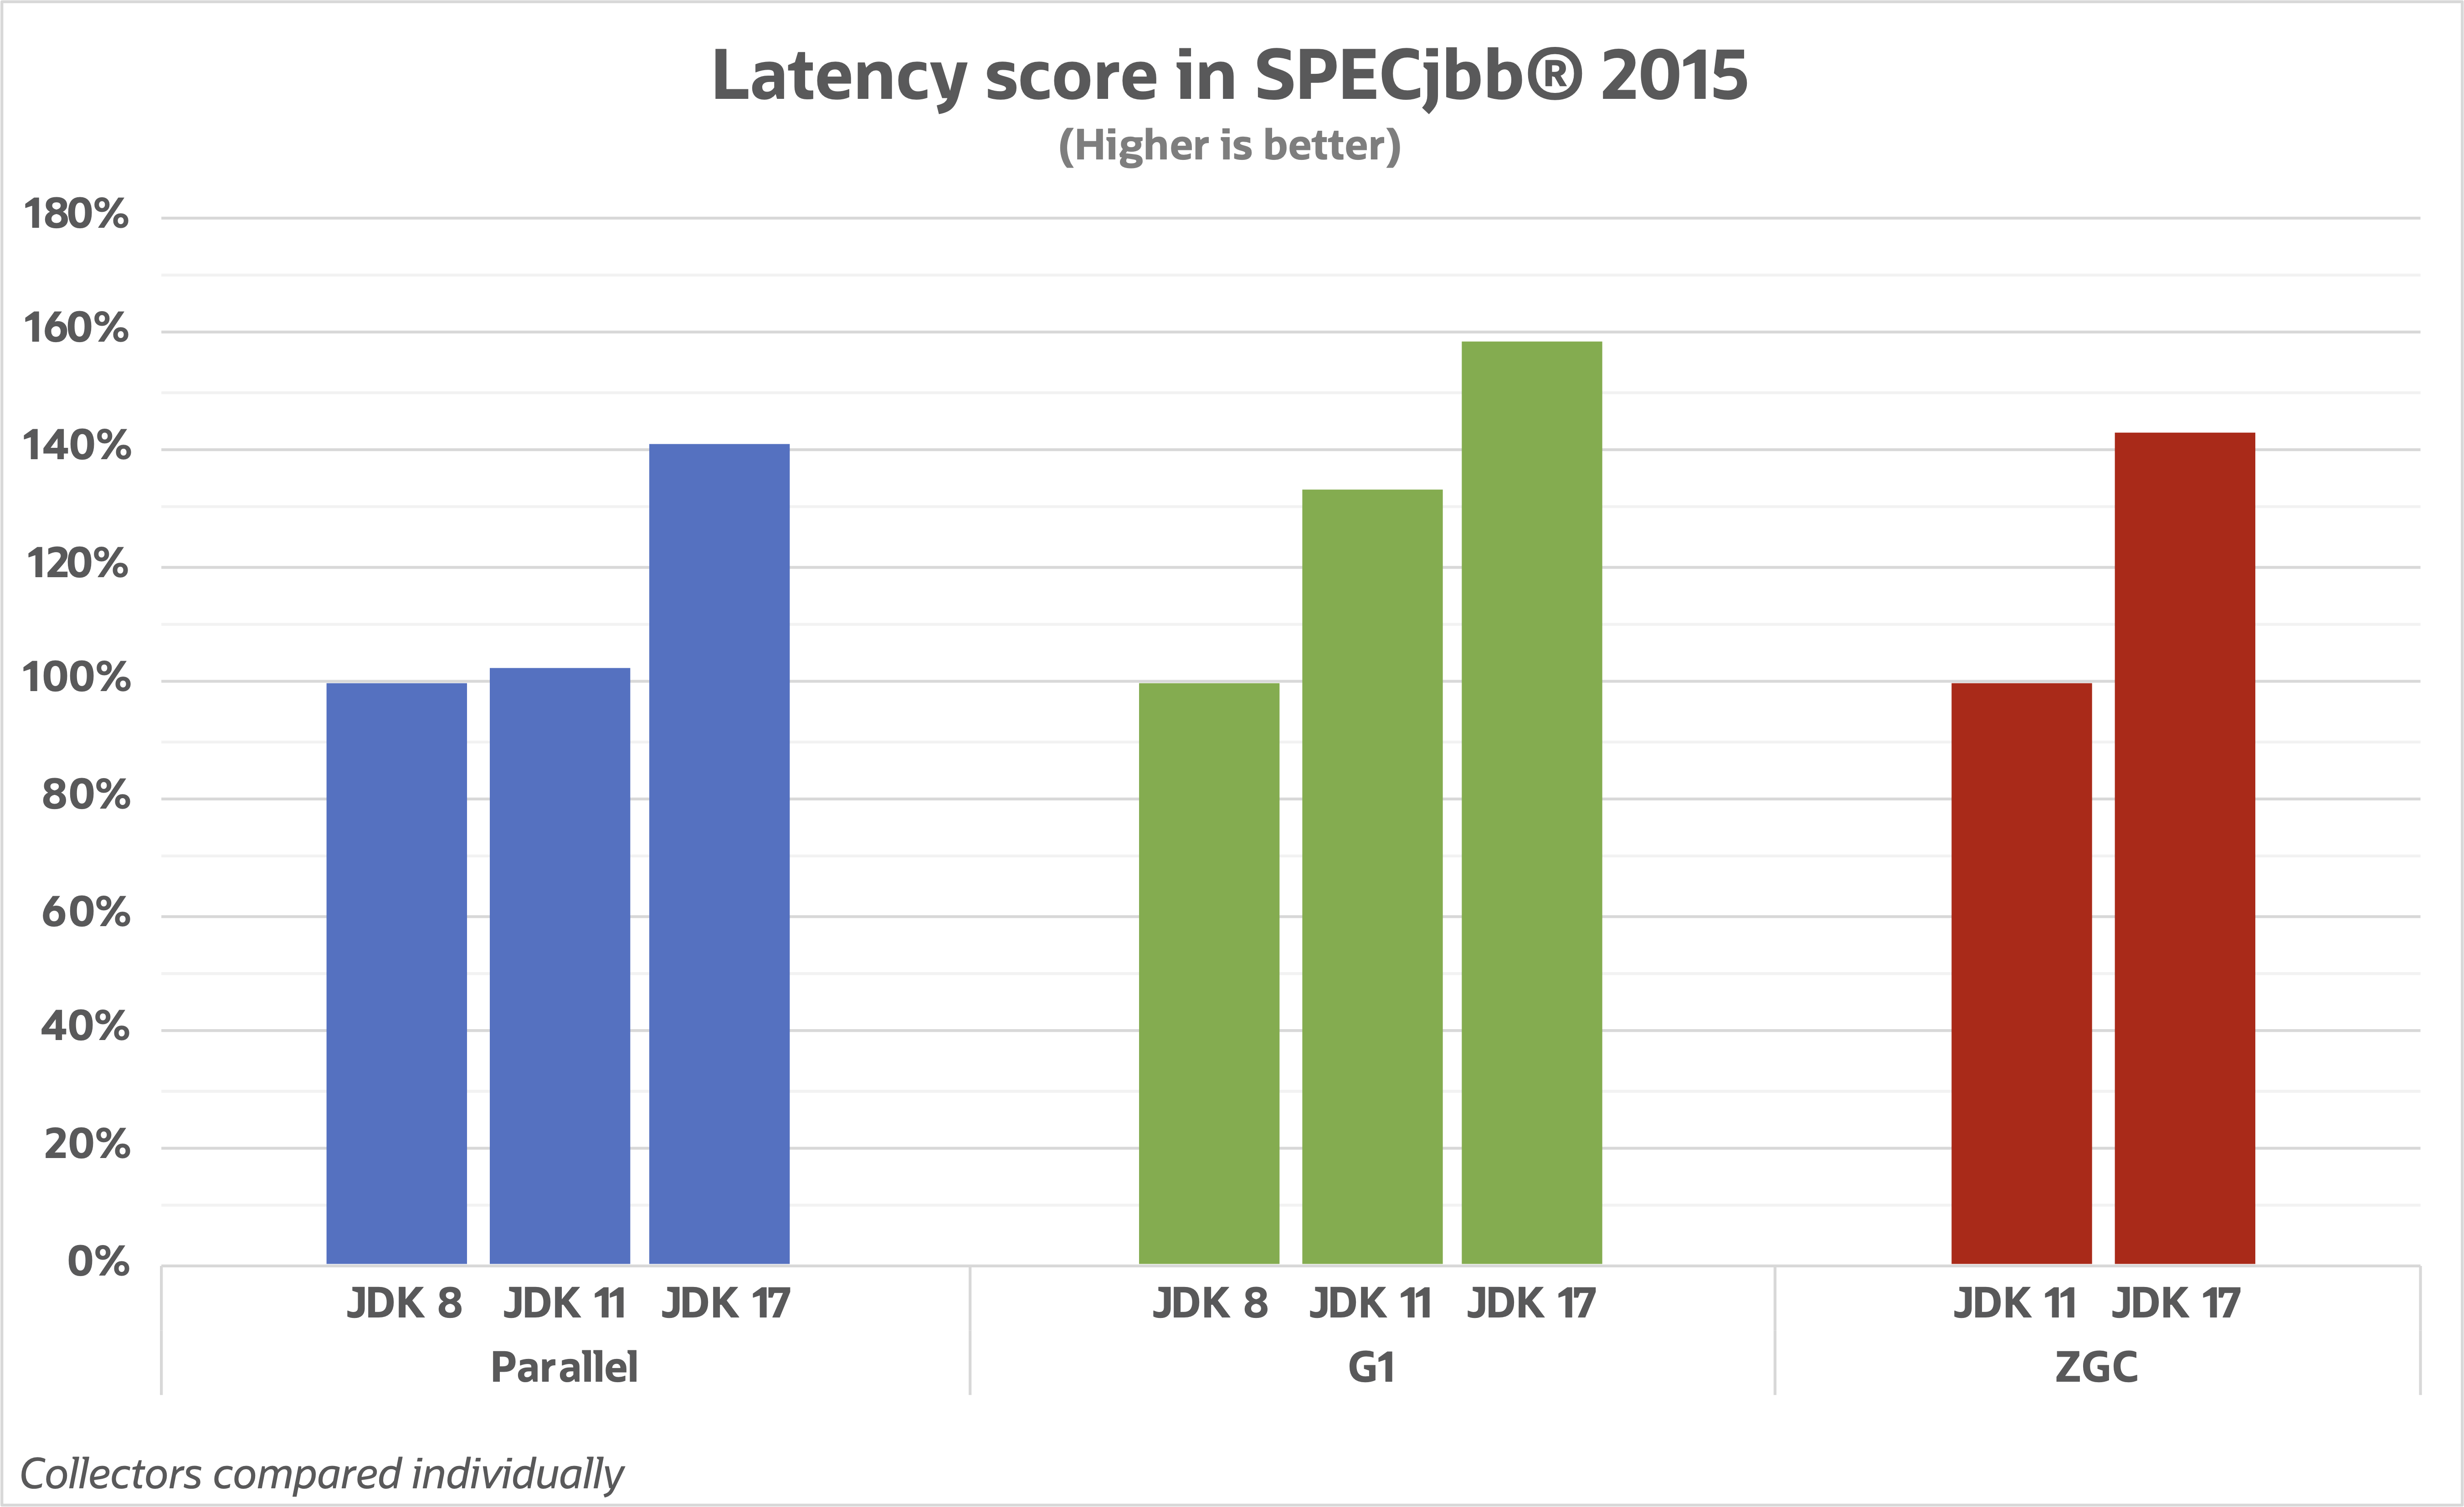 Latency score in SPECjbb® 2015
(Higher is better)
180%
160%
140%
120%
100%
80%
60%
40%
20%
0%
JDK 8 JDK 11 JDK 17 JDK 8 JDK 11 JDK 17 JDK 11 JDK 17
Parallel G1 ZGC
Collectors compared individually